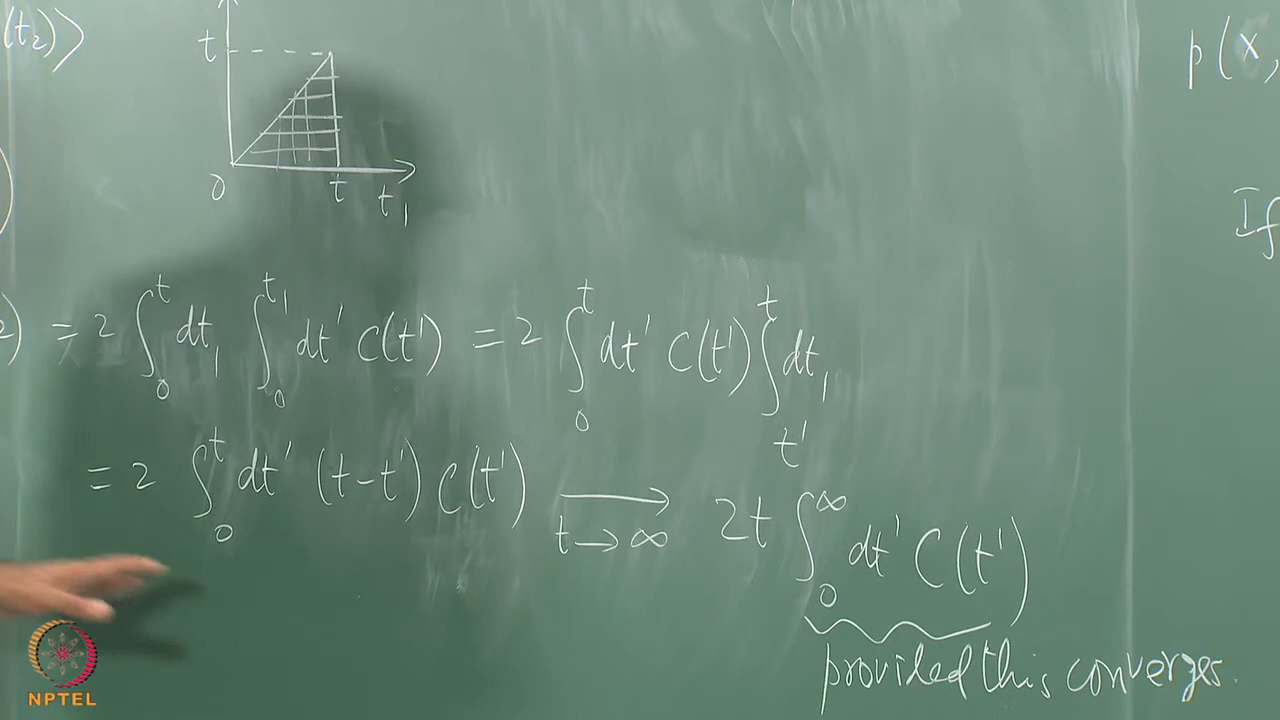 (t₂)⟩
t
0 t t₁
p(x,
If
) = 2 ∫₀ᵗ dt₁ ∫₀^{t₁} dt' C(t') = 2 ∫₀ᵗ dt' C(t') ∫_{t'}^{t} dt₁
= 2 ∫₀ᵗ dt' (t-t') C(t') ⟶ 2t ∫₀^∞ dt' C(t')
t→∞
provided this converges.
NPTEL